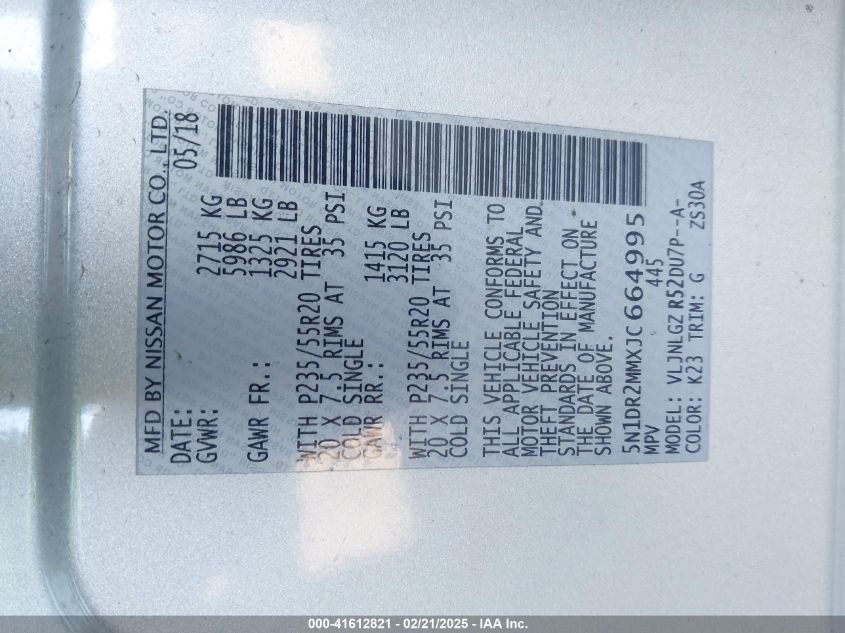 MFD BY NISSAN MOTOR CO., LTD.
DATE: 05/18
GVWR: 2715 KG
5986 LB
GAWR FR.: 1325 KG
2921 LB
WITH P235/55R20 TIRES
20 X 7.5 RIMS AT 35 PSI
COLD SINGLE
GAWR RR.: 1415 KG
3120 LB
WITH P235/55R20 TIRES
20 X 7.5 RIMS AT 35 PSI
COLD SINGLE
THIS VEHICLE CONFORMS TO
ALL APPLICABLE FEDERAL
MOTOR VEHICLE SAFETY AND
THEFT PREVENTION
STANDARDS IN EFFECT ON
THE DATE OF MANUFACTURE
SHOWN ABOVE.
5N1DR2MMXJC664995
MPV 445
MODEL: VLJNLGZ R52DU7P--A-
COLOR: K23 TRIM: G ZS30A
000-41612821 / 02/21/2025 - IAA Inc.